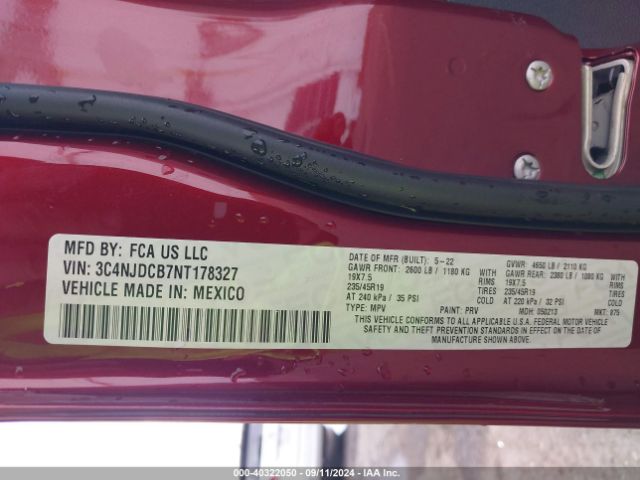 MFD BY: FCA US LLC
VIN: 3C4NJDCB7NT178327
VEHICLE MADE IN: MEXICO
DATE OF MFR (BUILT): 5-22
GVWR: 4650 LB / 2110 KG
GAWR FRONT: 2600 LB / 1180 KG WITH
GAWR REAR: 2380 LB / 1080 KG WITH
19X7.5 RIMS
19X7.5 RIMS
235/45R19 TIRES
235/45R19 TIRES
AT 240 kPa / 35 PSI COLD
AT 220 kPa / 32 PSI COLD
TYPE: MPV
PAINT: PRV
MDH: 050213
MKT: 875
THIS VEHICLE CONFORMS TO ALL APPLICABLE U.S.A. FEDERAL MOTOR VEHICLE
SAFETY AND THEFT PREVENTION STANDARDS IN EFFECT ON THE DATE OF
MANUFACTURE SHOWN ABOVE.
000-40322050 - 09/11/2024 - IAAI.COM